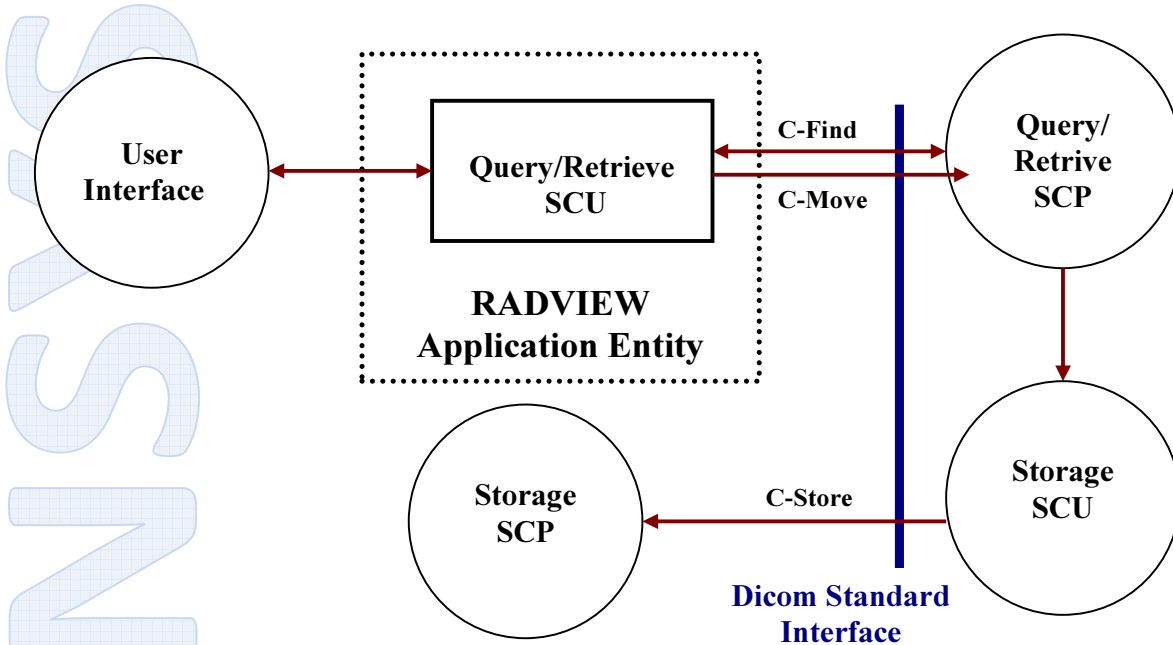 User
Interface
Query/Retrieve
SCU
RADVIEW
Application Entity
C-Find
C-Move
Query/
Retrive
SCP
Storage
SCU
C-Store
Storage
SCP
Dicom Standard
Interface